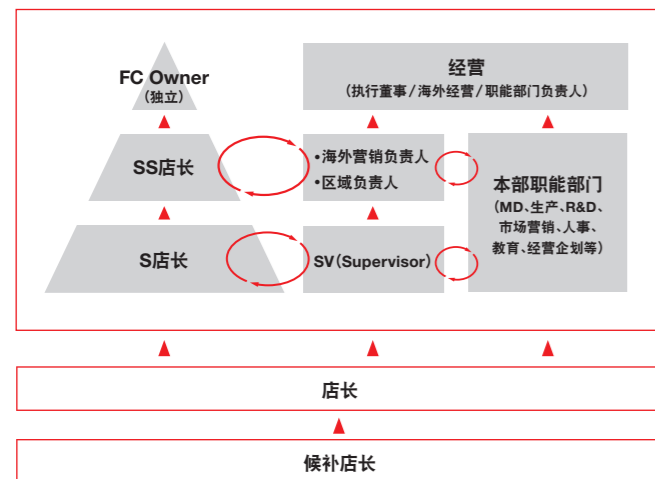 FC Owner
(独立)
经营
(执行董事/海外经营/职能部门负责人)
SS店长
•海外营销负责人
•区域负责人
本部职能部门
(MD、生产、R&D、
市场营销、人事、
教育、经营企划等)
S店长
SV(Supervisor)
店长
候补店长